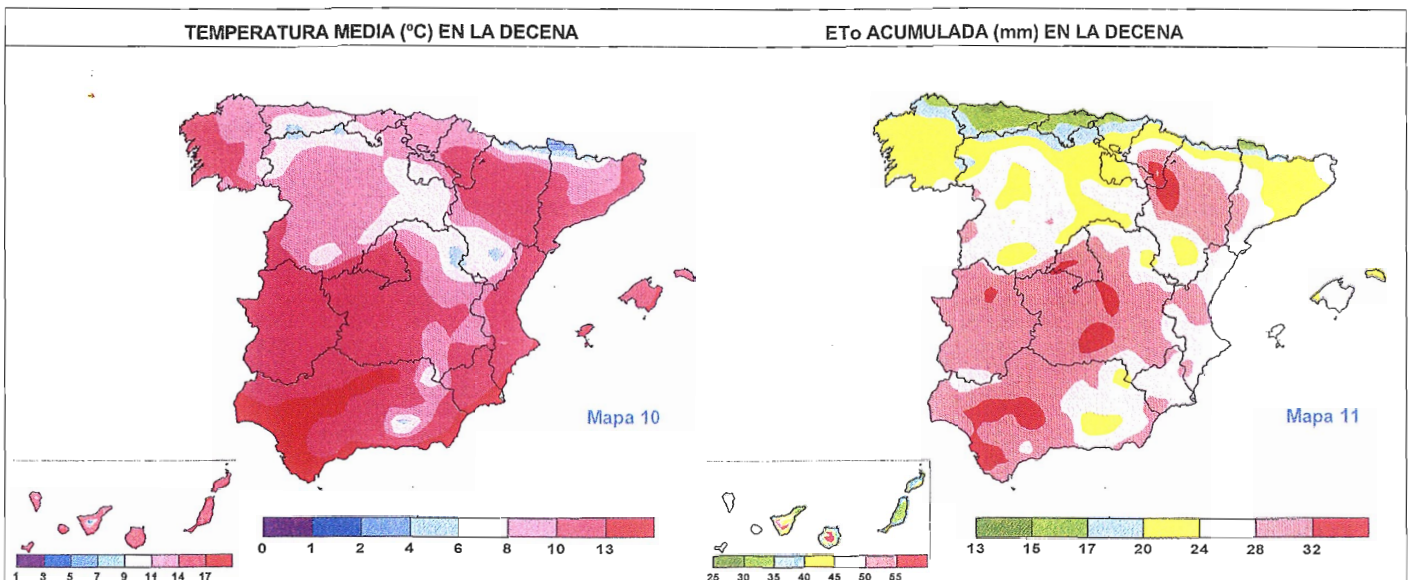 TEMPERATURA MEDIA (ºC) EN LA DECENA
ETo ACUMULADA (mm) EN LA DECENA
Mapa 10
Mapa 11
0 1 2 4 6 8 10 13
1 3 5 7 9 11 14 17
13 15 17 20 24 28 32
25 30 35 40 45 50 55